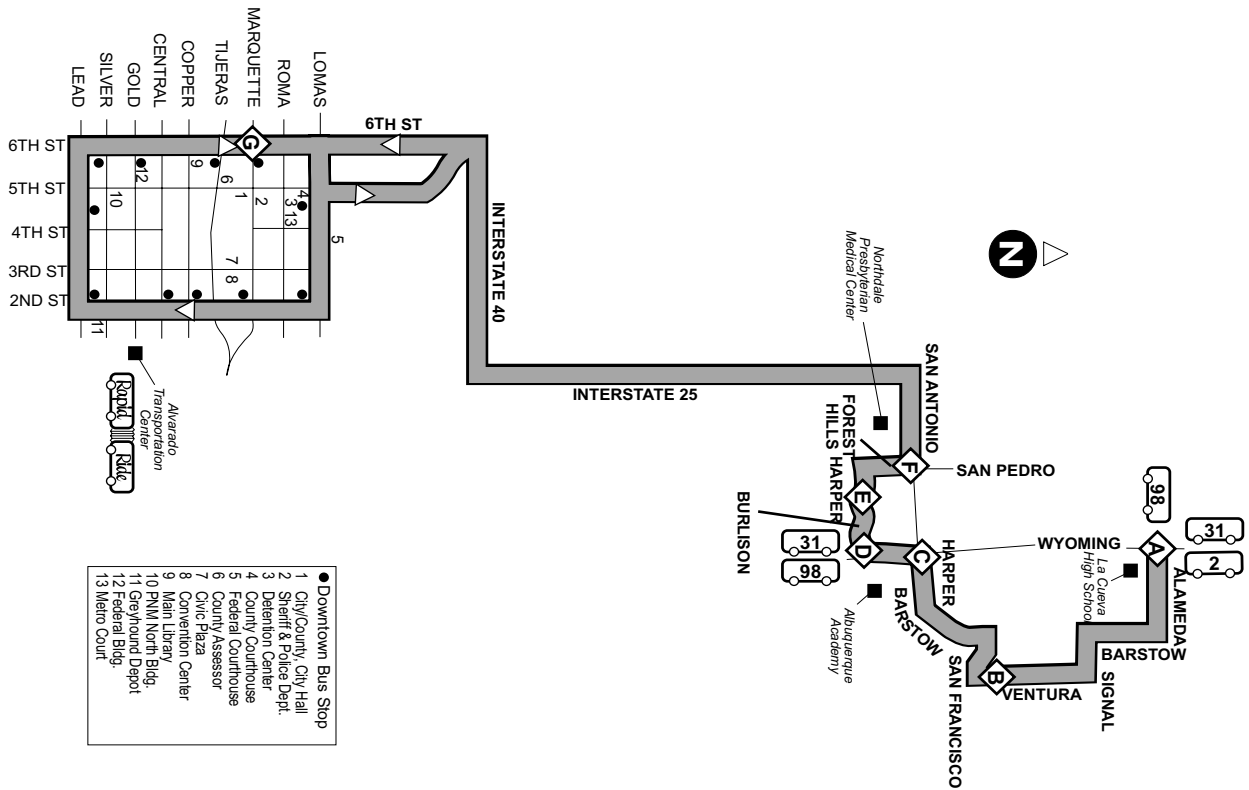 LEAD
SILVER
GOLD
CENTRAL
COPPER
TIJERAS
MARQUETTE
ROMA
LOMAS
6TH ST
6TH ST
5TH ST
4TH ST
3RD ST
2ND ST
G
12
9
6
10
1
2
4
3
13
5
7
8
11
Alvarado
Transportation
Center
Rapid Ride
INTERSTATE 40
INTERSTATE 25
N
Northdale
Presbyterian
Medical Center
SAN ANTONIO
FOREST
HILLS
HARPER
F
SAN PEDRO
E
BURLISON
D
31
98
C
HARPER
BARSTOW
Albuquerque
Academy
WYOMING
98
A
31
2
La Cueva
High School
ALAMEDA
BARSTOW
SIGNAL
B
VENTURA
SAN FRANCISCO
● Downtown Bus Stop
1 City/County, City Hall
2 Sheriff & Police Dept.
3 Detention Center
4 County Courthouse
5 Federal Courthouse
6 County Assessor
7 Civic Plaza
8 Convention Center
9 Main Library
10 PNM North Bldg.
11 Greyhound Depot
12 Federal Bldg.
13 Metro Court